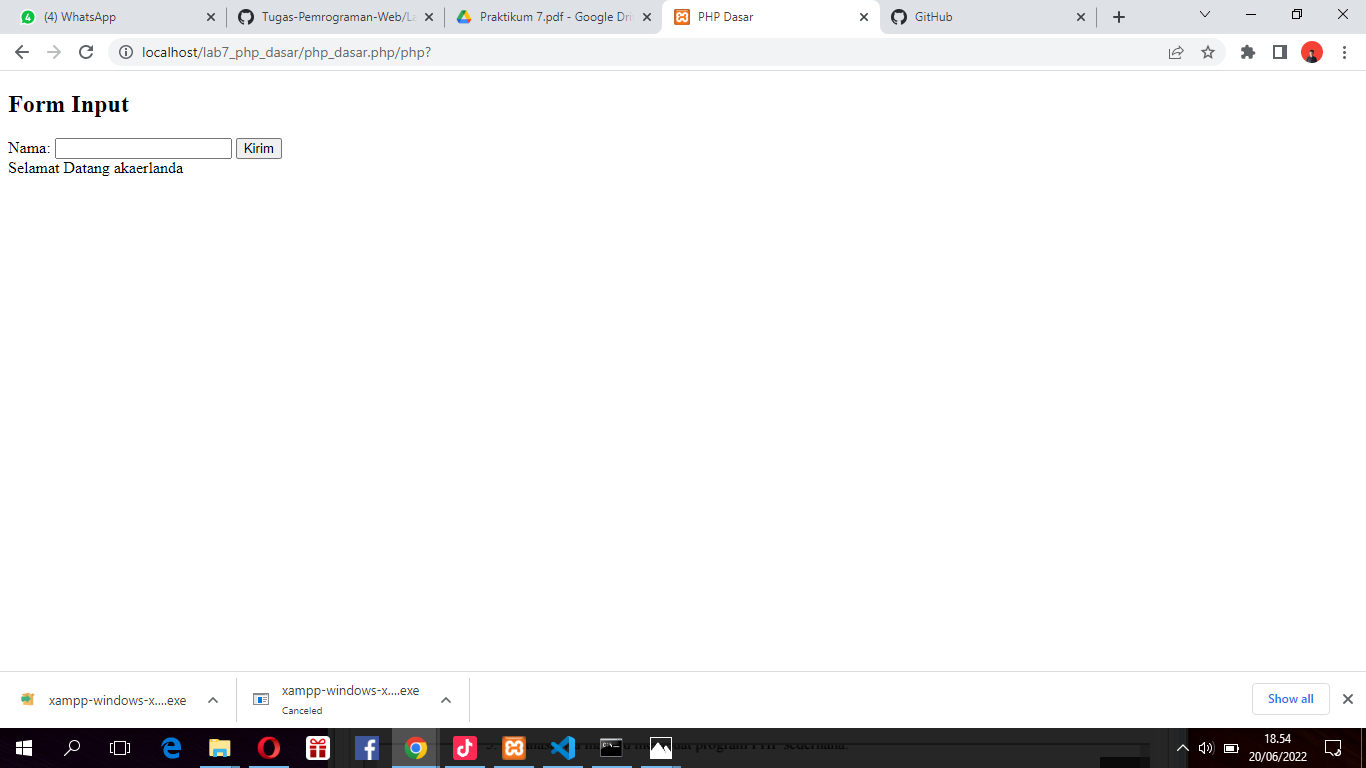 (4) WhatsApp
Tugas-Pemrograman-Web/La
Praktikum 7.pdf - Google Dri
PHP Dasar
GitHub
localhost/lab7_php_dasar/php_dasar.php/php?
Form Input
Nama: Kirim
Selamat Datang akaerlanda
xampp-windows-x....exe
xampp-windows-x....exe
Canceled
Show all
program PHP sederhana.
18.54
20/06/2022